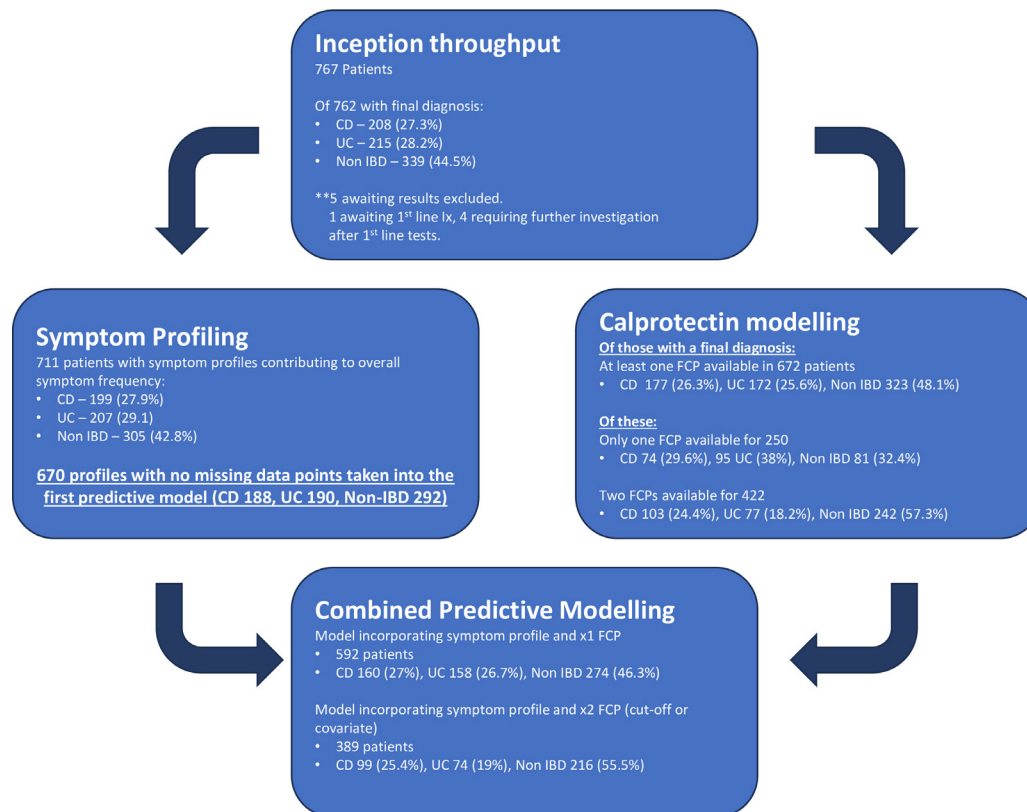 Inception throughput
767 Patients
Of 762 with final diagnosis:
• CD – 208 (27.3%)
• UC – 215 (28.2%)
• Non IBD – 339 (44.5%)
**5 awaiting results excluded.
1 awaiting 1st line Ix, 4 requiring further investigation
after 1st line tests.
Symptom Profiling
711 patients with symptom profiles contributing to overall
symptom frequency:
• CD – 199 (27.9%)
• UC – 207 (29.1)
• Non IBD – 305 (42.8%)
670 profiles with no missing data points taken into the
first predictive model (CD 188, UC 190, Non-IBD 292)
Calprotectin modelling
Of those with a final diagnosis:
At least one FCP available in 672 patients
• CD 177 (26.3%), UC 172 (25.6%), Non IBD 323 (48.1%)
Of these:
Only one FCP available for 250
• CD 74 (29.6%), 95 UC (38%), Non IBD 81 (32.4%)
Two FCPs available for 422
• CD 103 (24.4%), UC 77 (18.2%), Non IBD 242 (57.3%)
Combined Predictive Modelling
Model incorporating symptom profile and x1 FCP
• 592 patients
• CD 160 (27%), UC 158 (26.7%), Non IBD 274 (46.3%)
Model incorporating symptom profile and x2 FCP (cut-off or
covariate)
• 389 patients
• CD 99 (25.4%), UC 74 (19%), Non IBD 216 (55.5%)